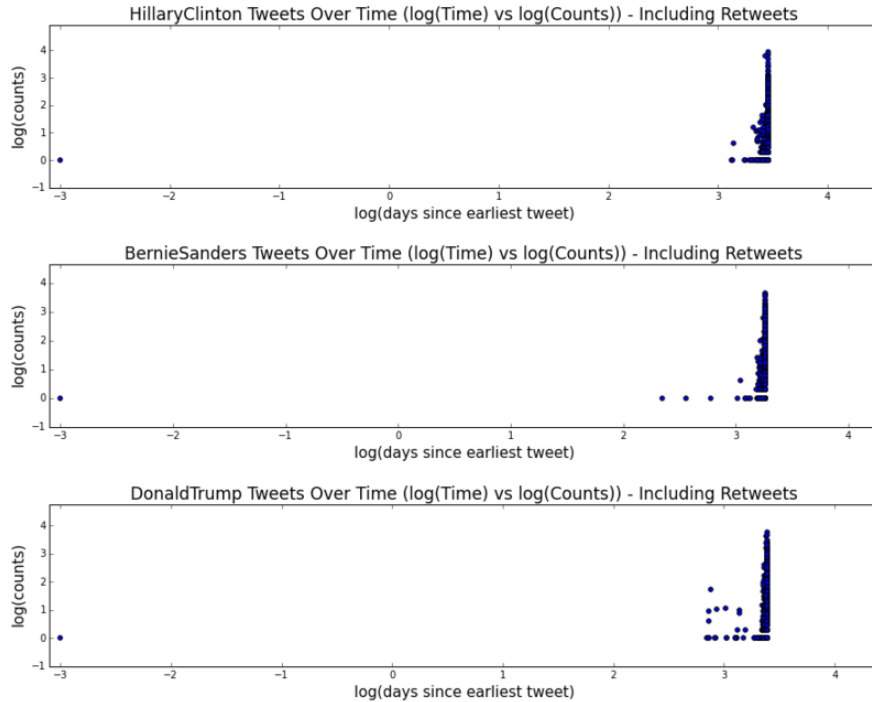 HillaryClinton Tweets Over Time (log(Time) vs log(Counts)) - Including Retweets
4
3
2
1
0
−1
log(counts)
−3 −2 −1 0 1 2 3 4
log(days since earliest tweet)
BernieSanders Tweets Over Time (log(Time) vs log(Counts)) - Including Retweets
4
3
2
1
0
−1
log(counts)
−3 −2 −1 0 1 2 3 4
log(days since earliest tweet)
DonaldTrump Tweets Over Time (log(Time) vs log(Counts)) - Including Retweets
4
3
2
1
0
−1
log(counts)
−3 −2 −1 0 1 2 3 4
log(days since earliest tweet)